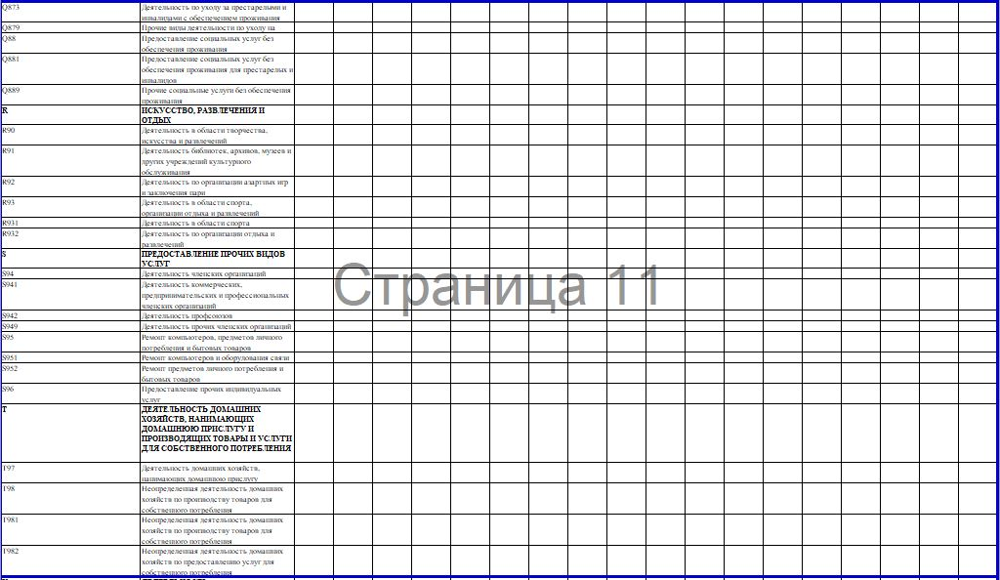 Q873 Деятельность по уходу за престарелыми и
инвалидами с обеспечением проживания
Q879 Прочие виды деятельности по уходу на
Q88 Предоставление социальных услуг без
обеспечения проживания
Q881 Предоставление социальных услуг без
обеспечения проживания для престарелых и
инвалидов
Q889 Прочие социальные услуги без обеспечения
проживания
R ИСКУССТВО, РАЗВЛЕЧЕНИЯ И
ОТДЫХ
R90 Деятельность в области творчества,
искусства и развлечений
R91 Деятельность библиотек, архивов, музеев и
других учреждений культурного
обслуживания
R92 Деятельность по организации азартных игр
и заключения пари
R93 Деятельность в области спорта,
организации отдыха и развлечений
R931 Деятельность в области спорта
R932 Деятельность по организации отдыха и
развлечений
S ПРЕДОСТАВЛЕНИЕ ПРОЧИХ ВИДОВ
УСЛУГ
S94 Деятельность членских организаций
S941 Деятельность коммерческих,
предпринимательских и профессиональных
членских организаций
Страница 11
S942 Деятельность профсоюзов
S949 Деятельность прочих членских организаций
S95 Ремонт компьютеров, предметов личного
потребления и бытовых товаров
S951 Ремонт компьютеров и оборудования связи
S952 Ремонт предметов личного потребления и
бытовых товаров
S96 Предоставление прочих индивидуальных
услуг
T ДЕЯТЕЛЬНОСТЬ ДОМАШНИХ
ХОЗЯЙСТВ, НАНИМАЮЩИХ
ДОМАШНЮЮ ПРИСЛУГУ И
ПРОИЗВОДЯЩИХ ТОВАРЫ И УСЛУГИ
ДЛЯ СОБСТВЕННОГО ПОТРЕБЛЕНИЯ
T97 Деятельность домашних хозяйств,
нанимающих домашнюю прислугу
T98 Неопределенная деятельность домашних
хозяйств по производству товаров для
собственного потребления
T981 Неопределенная деятельность домашних
хозяйств по производству товаров для
собственного потребления
T982 Неопределенная деятельность домашних
хозяйств по предоставлению услуг для
собственного потребления